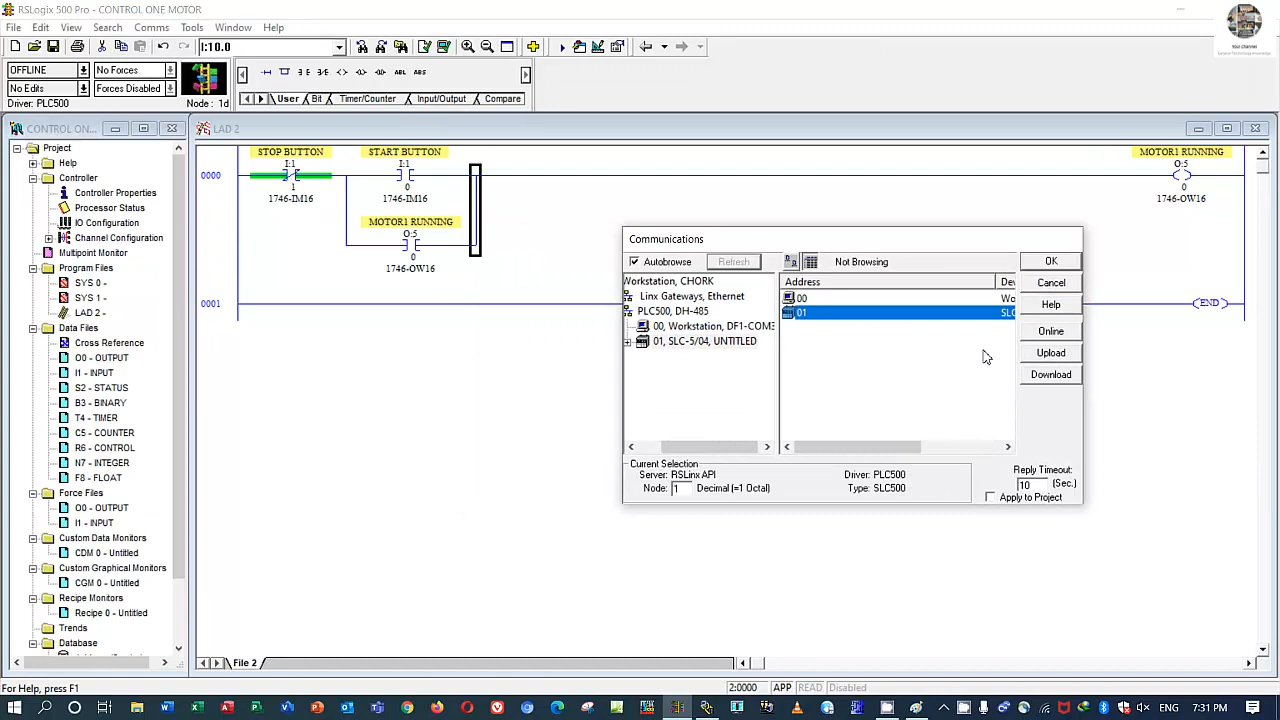 RSLogix 500 Pro - CONTROL ONE MOTOR
File Edit View Search Comms Tools Window Help
I:10.0
OFFLINE No Forces
No Edits Forces Disabled
Driver: PLC500 Node: 1d
ABL ABS
User Bit Timer/Counter Input/Output Compare
Your channel
CONTROL ON...
Project
Help
Controller
Controller Properties
Processor Status
IO Configuration
Channel Configuration
Multipoint Monitor
Program Files
SYS 0 -
SYS 1 -
LAD 2 -
Data Files
Cross Reference
O0 - OUTPUT
I1 - INPUT
S2 - STATUS
B3 - BINARY
T4 - TIMER
C5 - COUNTER
R6 - CONTROL
N7 - INTEGER
F8 - FLOAT
Force Files
O0 - OUTPUT
I1 - INPUT
Custom Data Monitors
CDM 0 - Untitled
Custom Graphical Monitors
CGM 0 - Untitled
Recipe Monitors
Recipe 0 - Untitled
Trends
Database
LAD 2
STOP BUTTON START BUTTON MOTOR1 RUNNING
I:1 I:1 O:5
0000
1 0 0
1746-IM16 1746-IM16 1746-OW16
MOTOR1 RUNNING
O:5
0
1746-OW16
0001 END
Communications
Autobrowse Refresh Not Browsing
Workstation, CHORK
Linx Gateways, Ethernet
PLC500, DH-485
00, Workstation, DF1-COM3
01, SLC-5/04, UNTITLED
Address De
00 Wo
01 SLC
OK
Cancel
Help
Online
Upload
Download
Current Selection
Server: RSLinx API Driver: PLC500
Node: 1 Decimal (=1 Octal) Type: SLC500
Reply Timeout:
10 (Sec.)
Apply to Project
File 2
For Help, press F1
2:0000 APP READ Disabled
ENG 7:31 PM